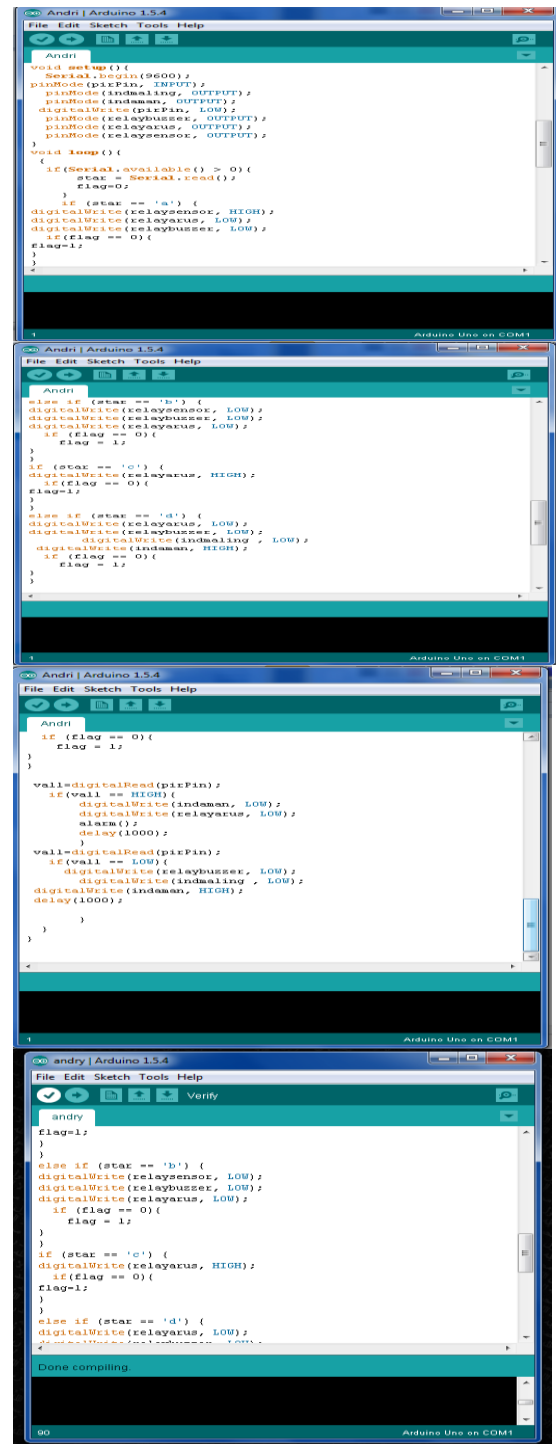 Andri | Arduino 1.5.4
File Edit Sketch Tools Help
Andri
void setup(){
Serial.begin(9600);
pinMode(pirPin, INPUT);
pinMode(indmaling, OUTPUT);
pinMode(indaman, OUTPUT);
digitalWrite(pirPin, LOW);
pinMode(relaybuzzer, OUTPUT);
pinMode(relayarus, OUTPUT);
pinMode(relaysensor, OUTPUT);
}
void loop(){
{
if(Serial.available() > 0){
star = Serial.read();
flag=0;
}
if (star == 'a') {
digitalWrite(relaysensor, HIGH);
digitalWrite(relayarus, LOW);
digitalWrite(relaybuzzer, LOW);
if(flag == 0){
flag=1;
}
}
1
Arduino Uno on COM1
Andri | Arduino 1.5.4
File Edit Sketch Tools Help
Andri
else if (star == 'b') {
digitalWrite(relaysensor, LOW);
digitalWrite(relaybuzzer, LOW);
digitalWrite(relayarus, LOW);
if (flag == 0){
flag = 1;
}
}
if (star == 'c') {
digitalWrite(relayarus, HIGH);
if(flag == 0){
flag=1;
}
}
else if (star == 'd') {
digitalWrite(relayarus, LOW);
digitalWrite(relaybuzzer, LOW);
digitalWrite(indmaling , LOW);
digitalWrite(indaman, HIGH);
if (flag == 0){
flag = 1;
}
}
1
Arduino Uno on COM1
Andri | Arduino 1.5.4
File Edit Sketch Tools Help
Andri
if (flag == 0){
flag = 1;
}
}
vall=digitalRead(pirPin);
if(vall == HIGH){
digitalWrite(indaman, LOW);
digitalWrite(relayarus, LOW);
alarm();
delay(1000);
}
vall=digitalRead(pirPin);
if(vall == LOW){
digitalWrite(relaybuzzer, LOW);
digitalWrite(indmaling , LOW);
digitalWrite(indaman, HIGH);
delay(1000);
}
}
}
1
Arduino Uno on COM1
andry | Arduino 1.5.4
File Edit Sketch Tools Help
Verify
andry
flag=1;
}
}
else if (star == 'b') {
digitalWrite(relaysensor, LOW);
digitalWrite(relaybuzzer, LOW);
digitalWrite(relayarus, LOW);
if (flag == 0){
flag = 1;
}
}
if (star == 'c') {
digitalWrite(relayarus, HIGH);
if(flag == 0){
flag=1;
}
}
else if (star == 'd') {
digitalWrite(relayarus, LOW);
digitalWrite(relaybuzzer, LOW);
Done compiling.
90
Arduino Uno on COM1